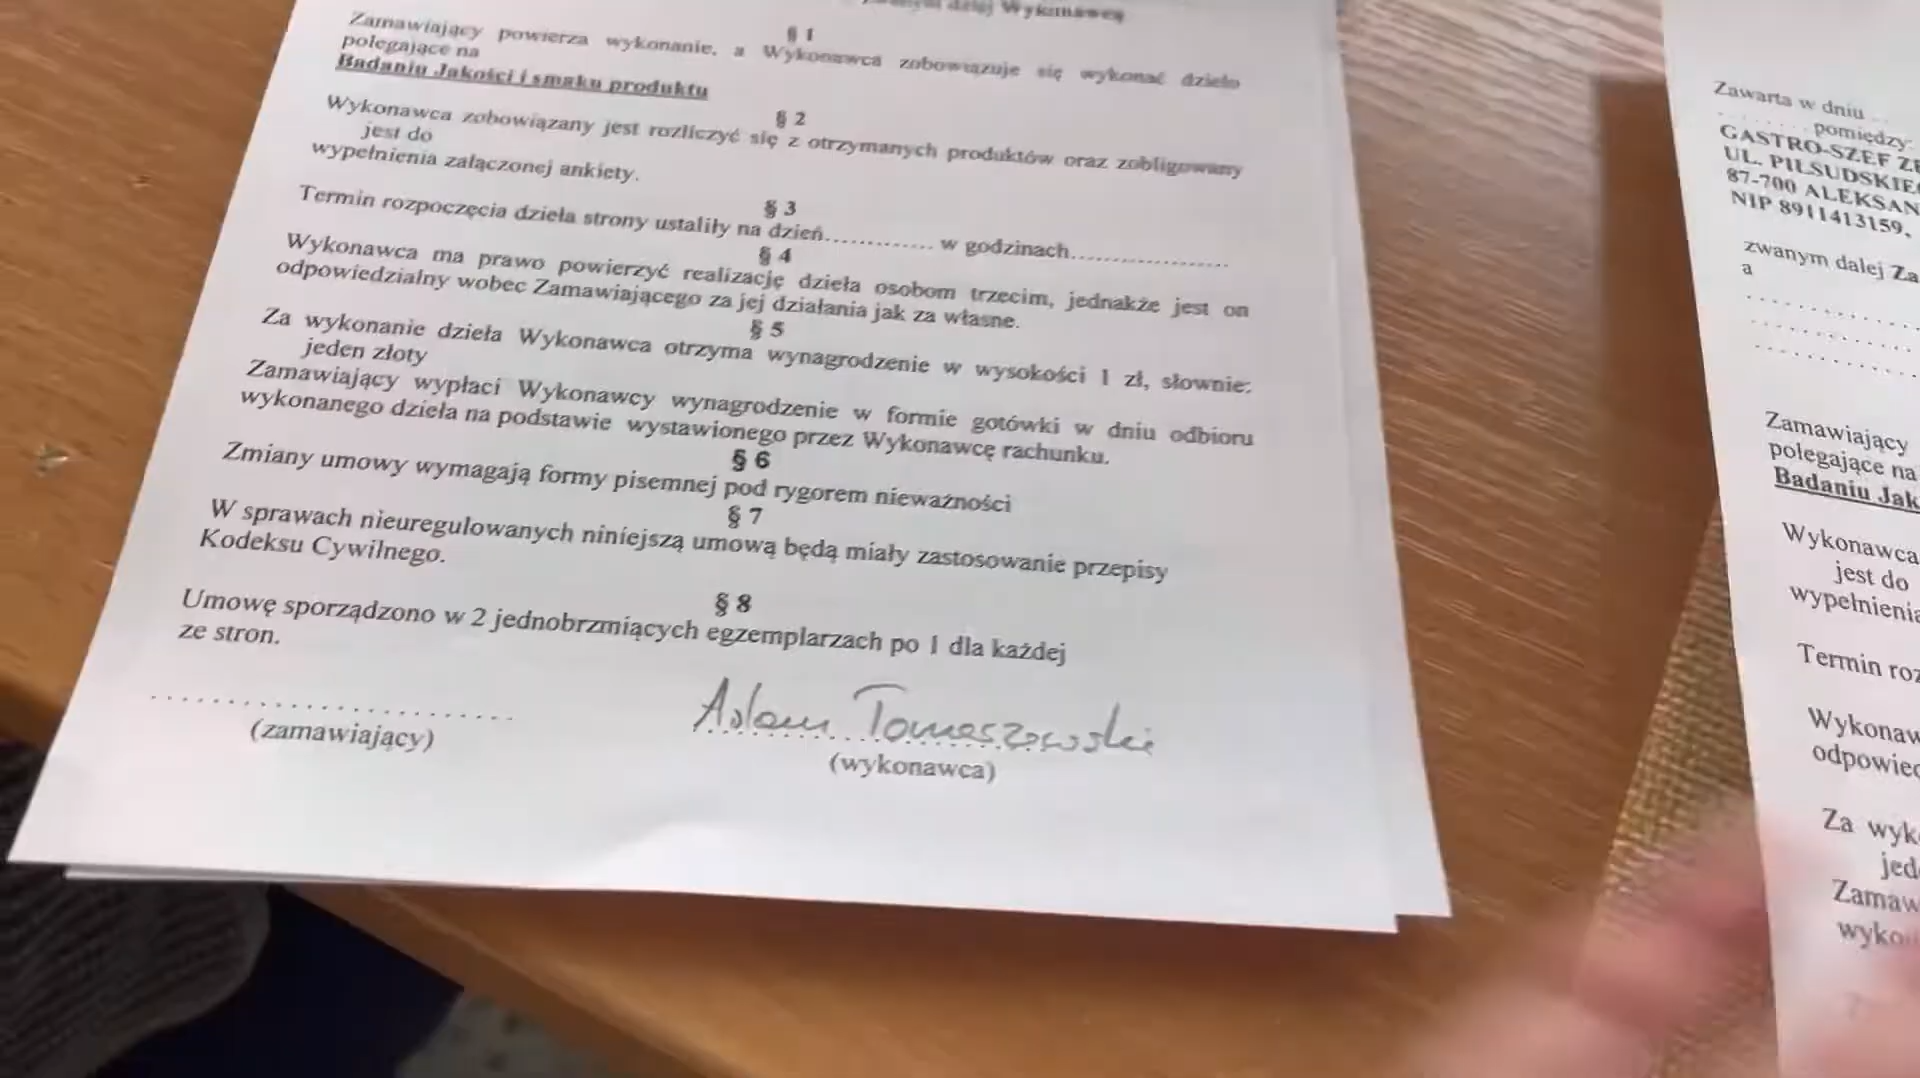 zwanym dalej Wykonawcą
§ 1
Zamawiający powierza wykonanie, a Wykonawca zobowiązuje się wykonać dzieło
polegające na
Badaniu Jakości i smaku produktu
§ 2
Wykonawca zobowiązany jest rozliczyć się z otrzymanych produktów oraz zobligowany
jest do
wypełnienia załączonej ankiety.
§ 3
Termin rozpoczęcia dzieła strony ustaliły na dzień............. w godzinach...................
§ 4
Wykonawca ma prawo powierzyć realizację dzieła osobom trzecim, jednakże jest on
odpowiedzialny wobec Zamawiającego za jej działania jak za własne.
§ 5
Za wykonanie dzieła Wykonawca otrzyma wynagrodzenie w wysokości 1 zł, słownie:
jeden złoty
Zamawiający wypłaci Wykonawcy wynagrodzenie w formie gotówki w dniu odbioru
wykonanego dzieła na podstawie wystawionego przez Wykonawcę rachunku.
§ 6
Zmiany umowy wymagają formy pisemnej pod rygorem nieważności
§ 7
W sprawach nieuregulowanych niniejszą umową będą miały zastosowanie przepisy
Kodeksu Cywilnego.
§ 8
Umowę sporządzono w 2 jednobrzmiących egzemplarzach po 1 dla każdej
ze stron.
Adam Tomaszowski
(zamawiający)
(wykonawca)
Zawarta w dniu
pomiędzy:
GASTRO-SZEF
UL. PIŁSUDSKIE
87-700 ALEKSAN
NIP 8911413159,
zwanym dalej Za
a
Zamawiający
polegające na
Badaniu Jak
Wykonawca
jest do
wypełnienia
Termin roz
Wykonaw
odpowied
Za wyk
jed
Zamaw
wyko